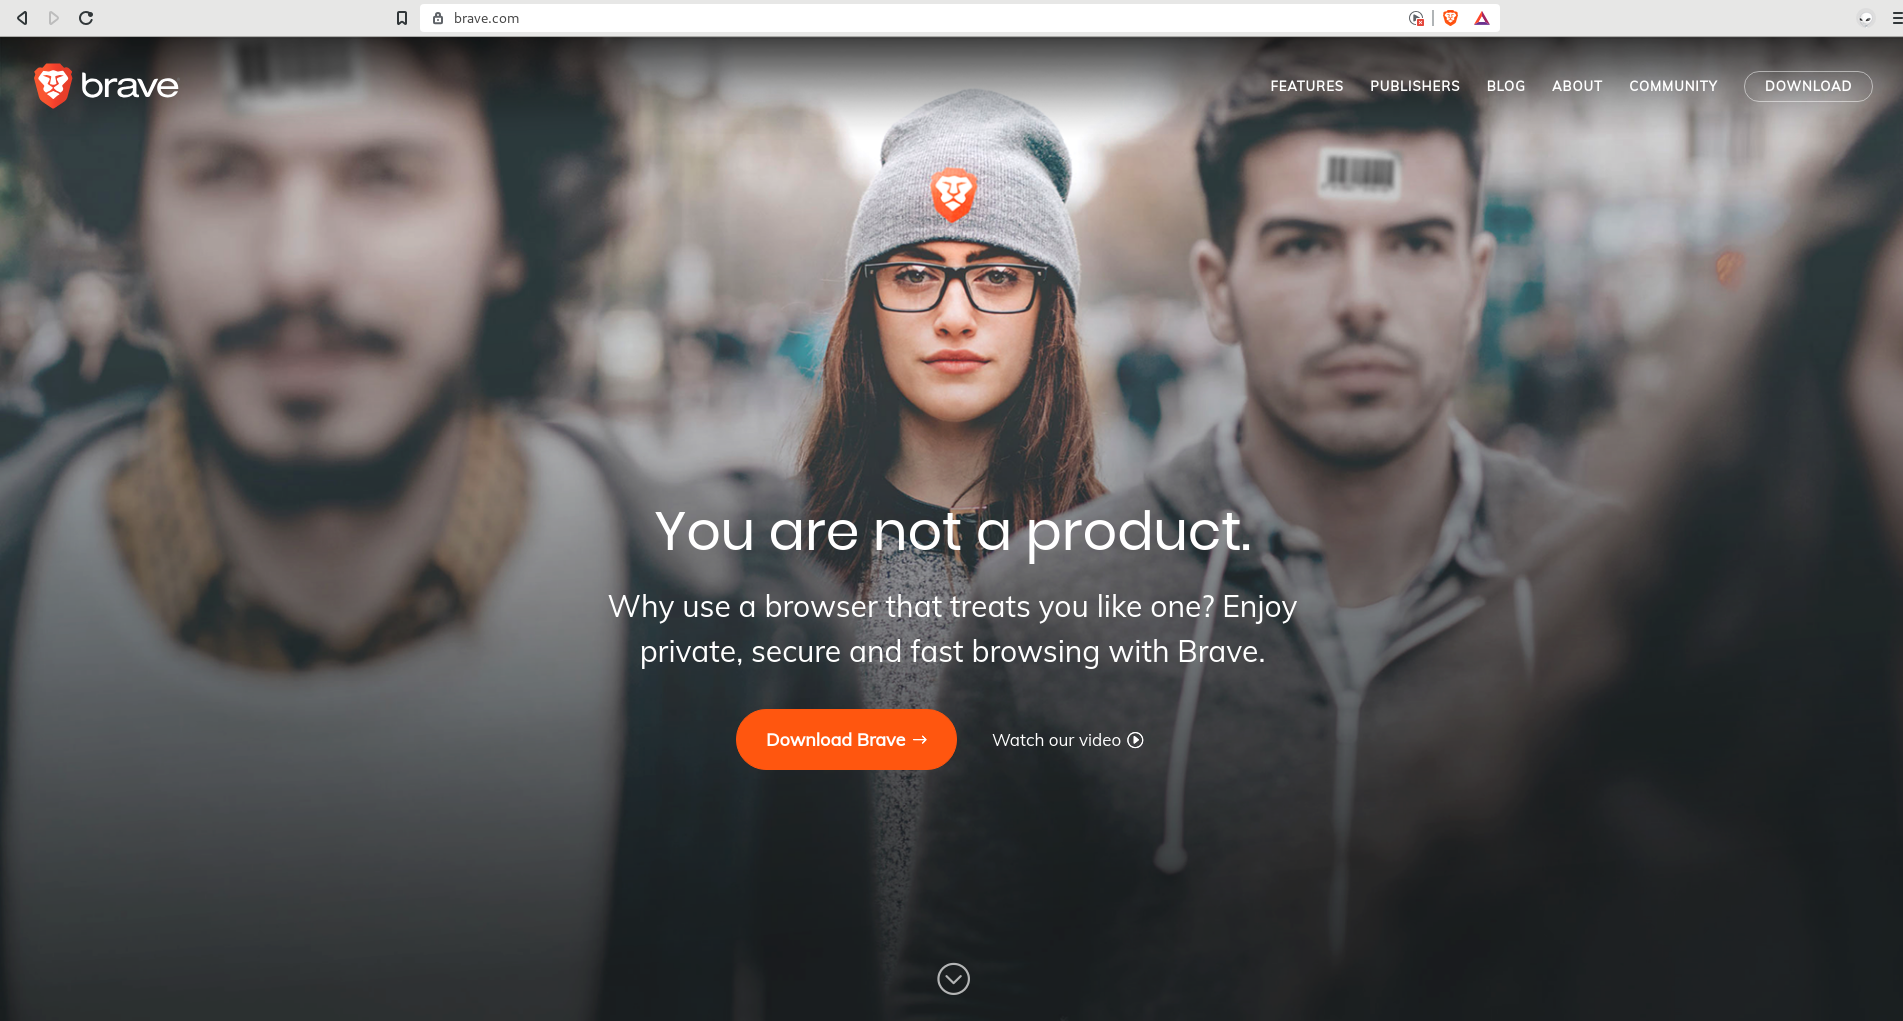 brave.com
brave
FEATURES
PUBLISHERS
BLOG
ABOUT
COMMUNITY
DOWNLOAD
You are not a product.
Why use a browser that treats you like one? Enjoy
private, secure and fast browsing with Brave.
Download Brave →
Watch our video